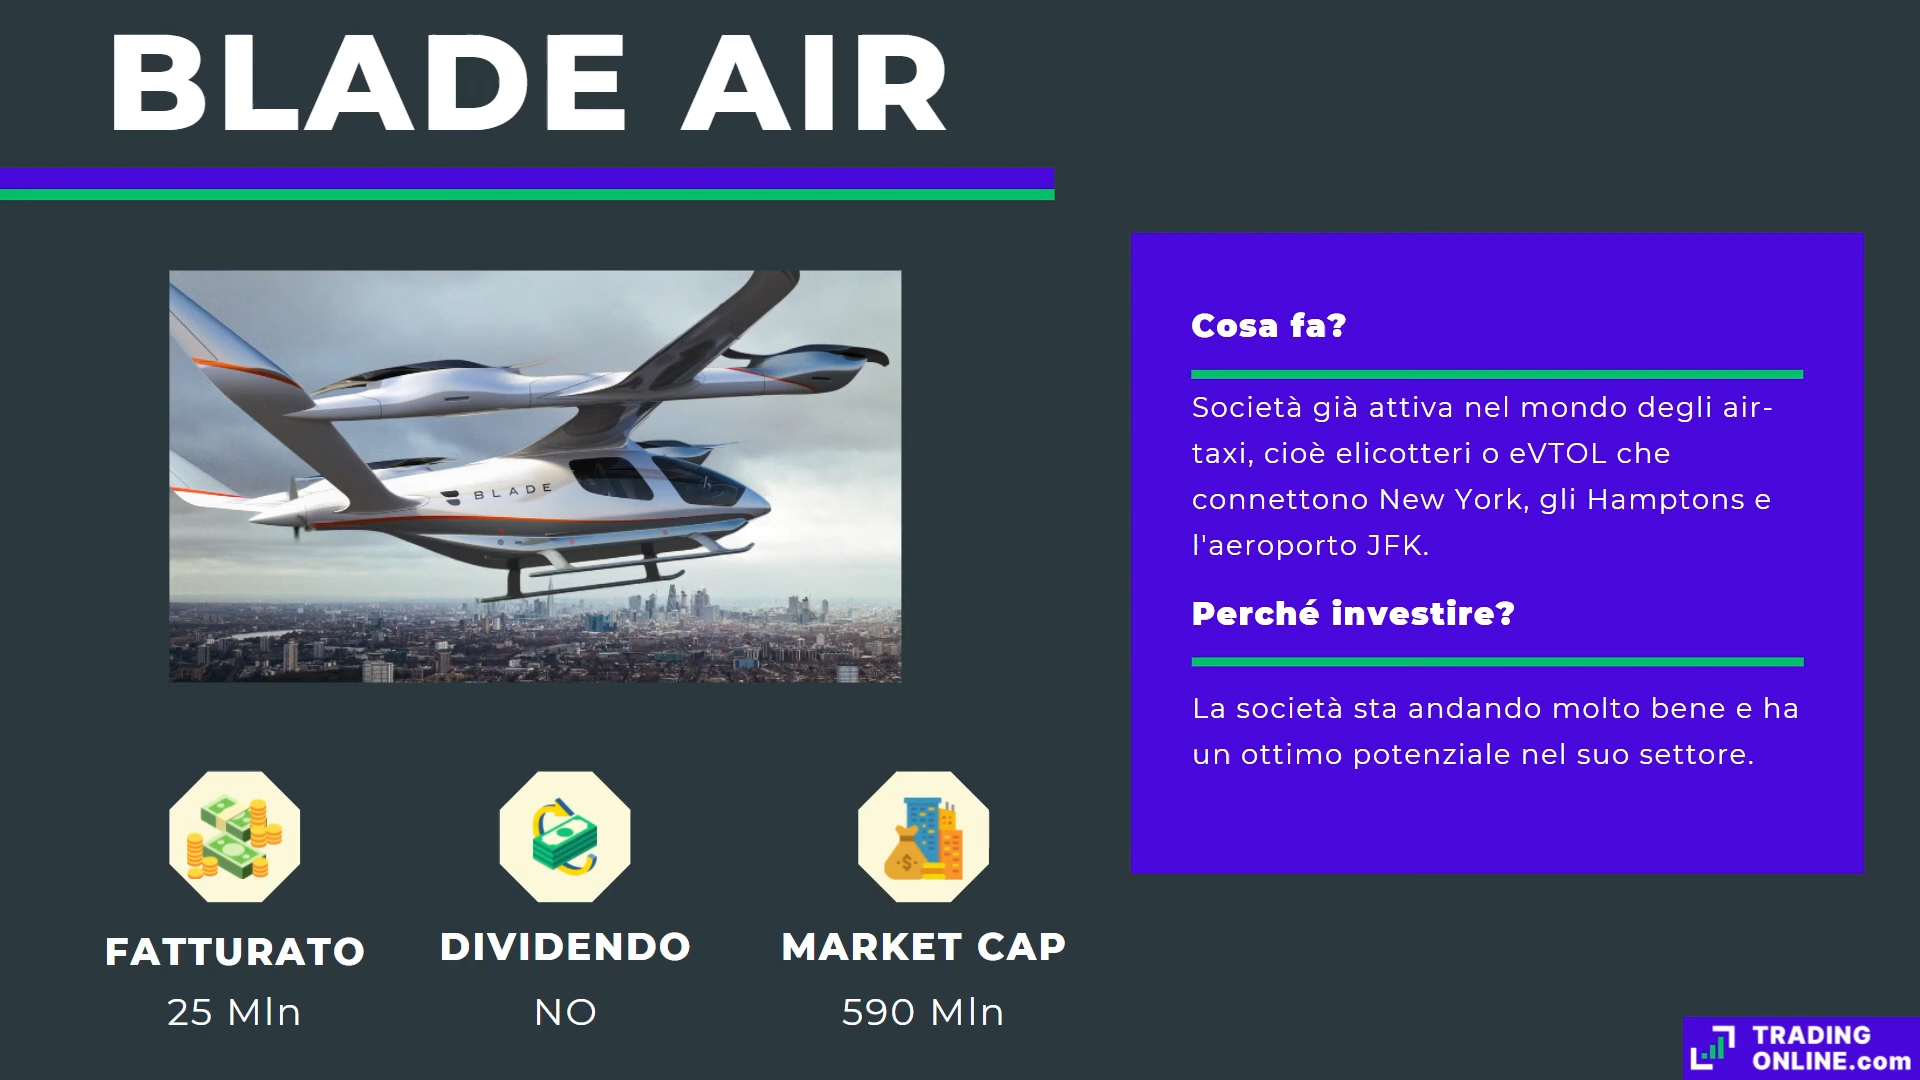 BLADE AIR
BLADE
Cosa fa?
Società già attiva nel mondo degli air-
taxi, cioè elicotteri o eVTOL che
connettono New York, gli Hamptons e
l'aeroporto JFK.
Perché investire?
La società sta andando molto bene e ha
un ottimo potenziale nel suo settore.
FATTURATO
25 Mln
DIVIDENDO
NO
MARKET CAP
590 Mln
TRADING
ONLINE.com